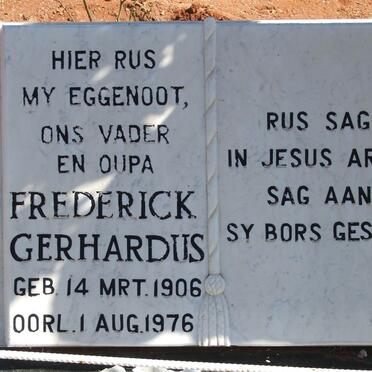 HIER RUS
MY EGGENOOT,
ONS VADER
EN OUPA
FREDERICK
GERHARDUS
GEB. 14 MRT. 1906
OORL. 1 AUG. 1976
RUS SAG
IN JESUS AR
SAG AAN
SY BORS GES